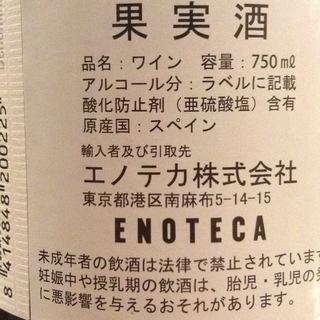 果実酒
品名：ワイン　容量：750㎖
アルコール分：ラベルに記載
酸化防止剤（亜硫酸塩）含有
原産国：スペイン
輸入者及び引取先
エノテカ株式会社
東京都港区南麻布5-14-15
ENOTECA
未成年者の飲酒は法律で禁止されています
妊娠中や授乳期の飲酒は、胎児・乳児の発
に悪影響を与えるおそれがあります。